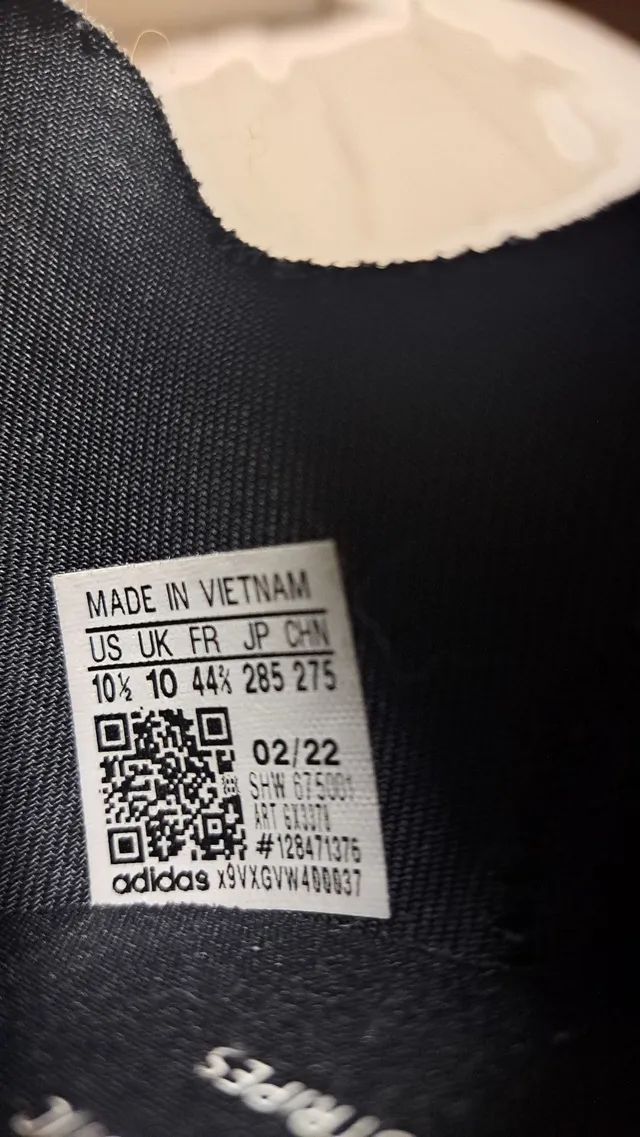 MADE IN VIETNAM
US UK FR JP CHN
10½ 10 44⅔ 285 275
02/22
SHW 675001
ART GX3379
#128471376
adidas x9VXGVW400037
STRIPES